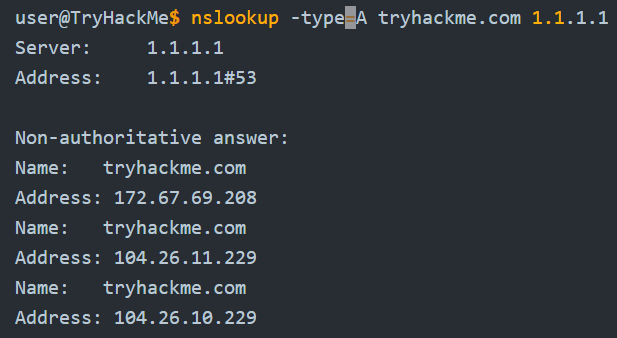 user@TryHackMe$ nslookup -type=A tryhackme.com 1.1.1.1
Server:     1.1.1.1
Address:    1.1.1.1#53

Non-authoritative answer:
Name:   tryhackme.com
Address: 172.67.69.208
Name:   tryhackme.com
Address: 104.26.11.229
Name:   tryhackme.com
Address: 104.26.10.229